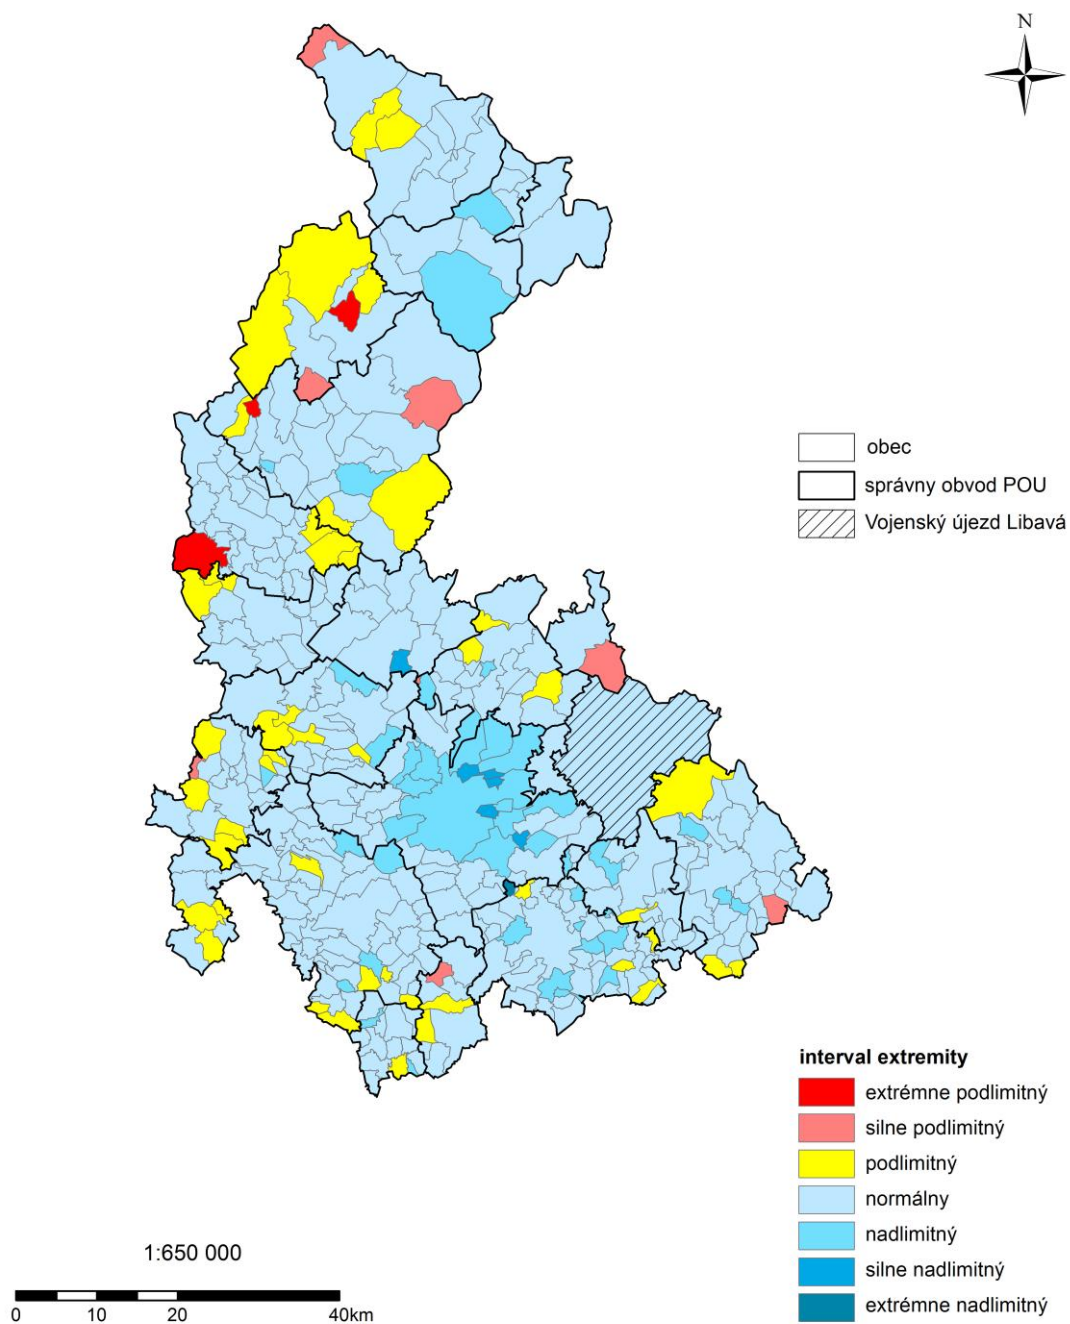 N
obec
správny obvod POU
Vojenský újezd Libavá
interval extremity
extrémne podlimitný
silne podlimitný
podlimitný
normálny
nadlimitný
silne nadlimitný
extrémne nadlimitný
1:650 000
0 10 20 40km